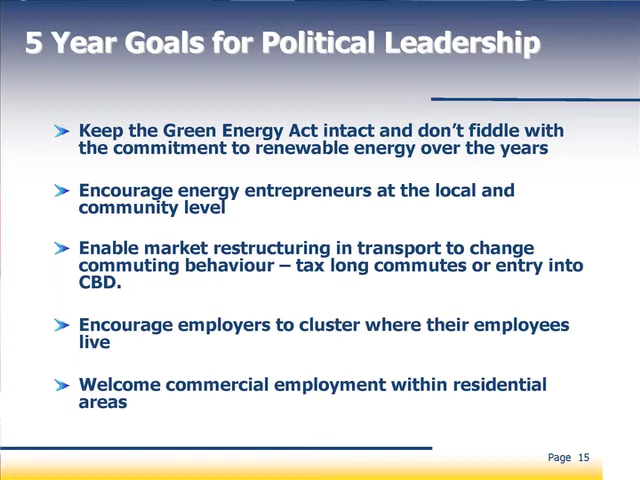 5 Year Goals for Political Leadership
Keep the Green Energy Act intact and don't fiddle with
the commitment to renewable energy over the years
Encourage energy entrepreneurs at the local and
community level
Enable market restructuring in transport to change
commuting behaviour – tax long commutes or entry into
CBD.
Encourage employers to cluster where their employees
live
Welcome commercial employment within residential
areas
Page 15